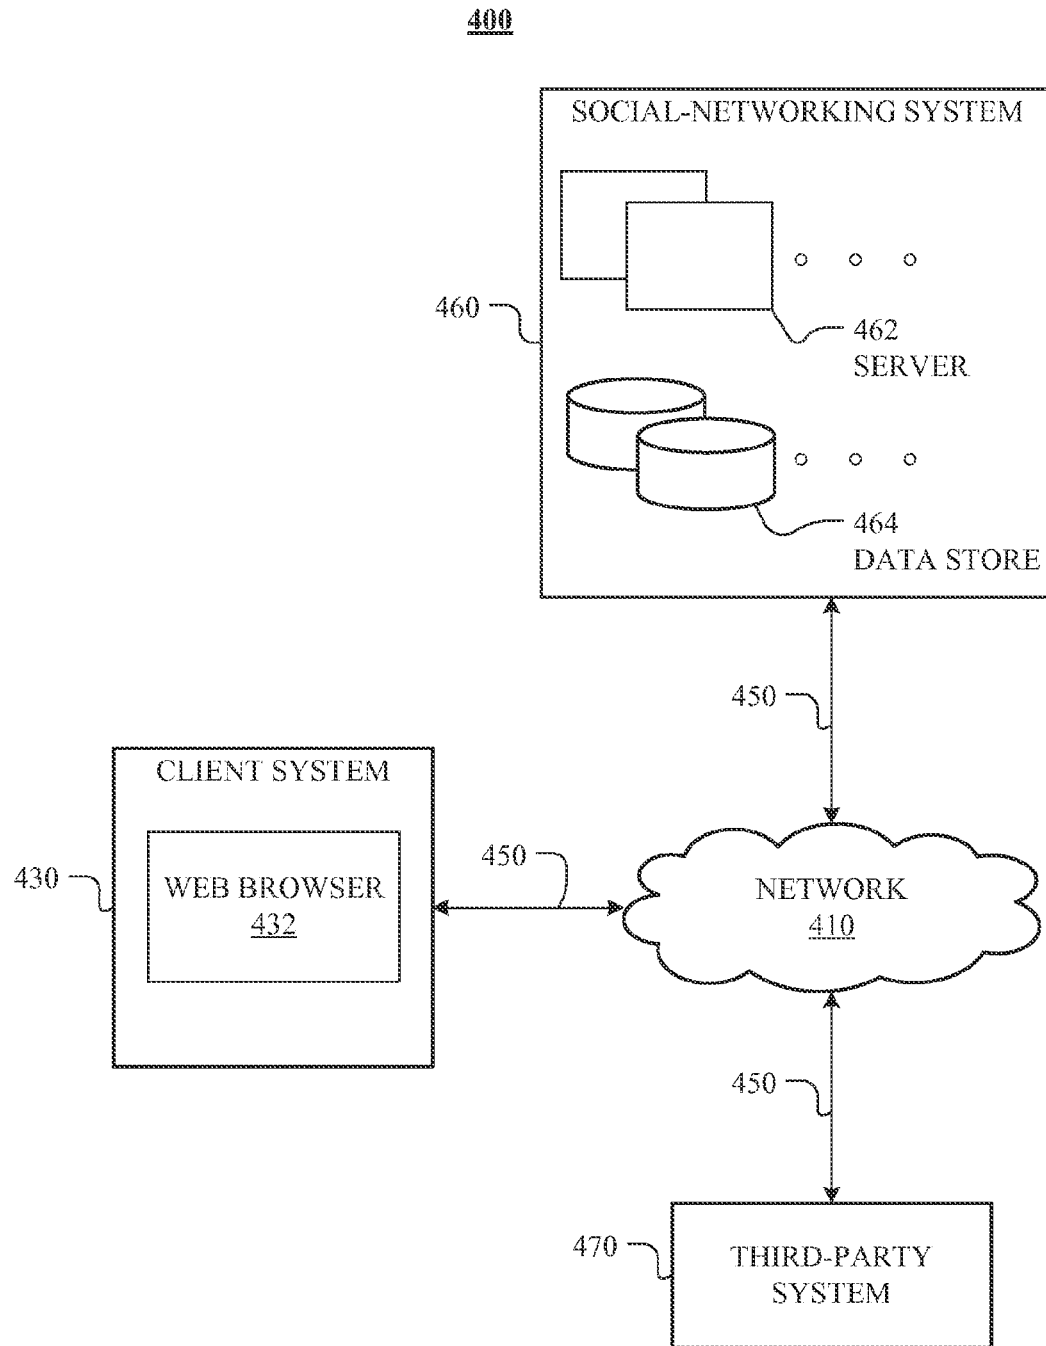 400
SOCIAL-NETWORKING SYSTEM
460
462
SERVER
464
DATA STORE
450
CLIENT SYSTEM
430
WEB BROWSER
432
450
NETWORK
410
450
470
THIRD-PARTY
SYSTEM